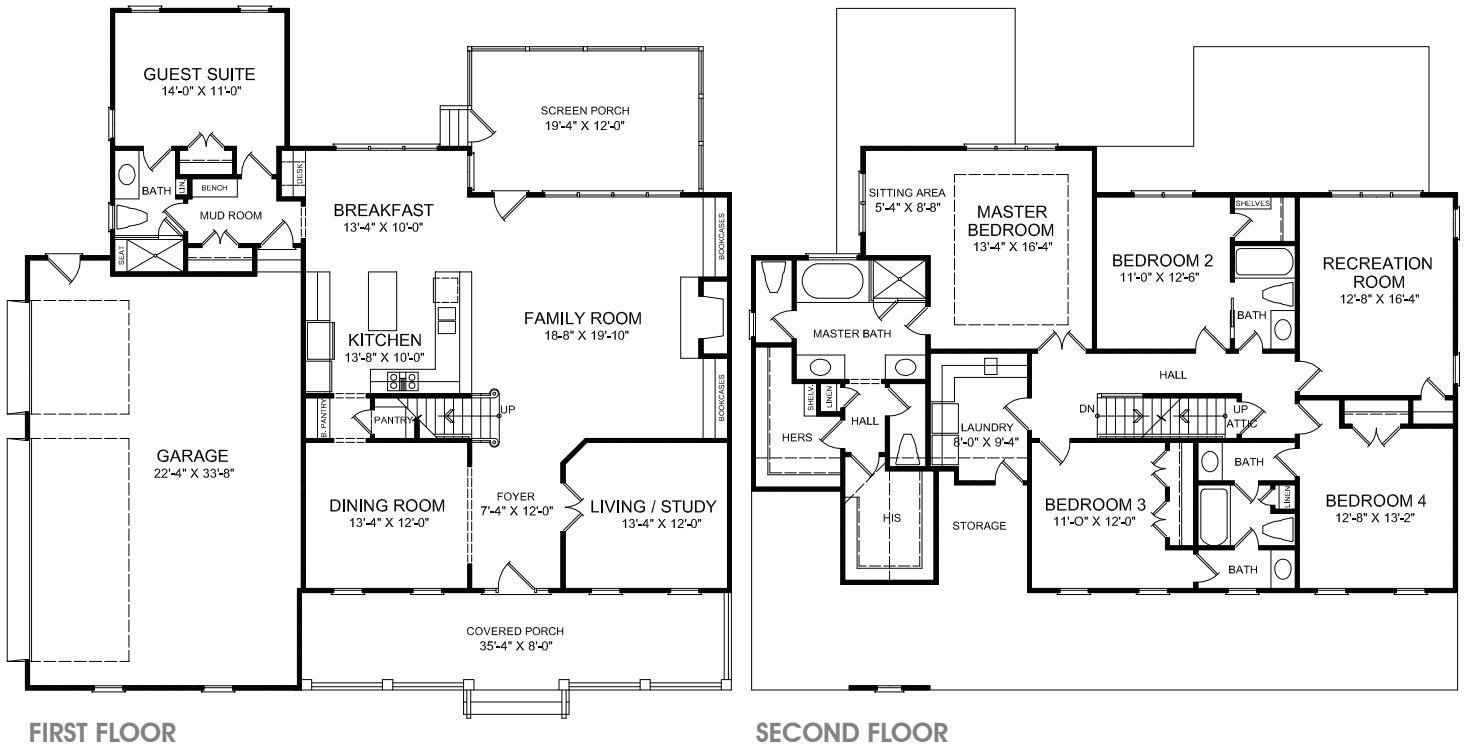 GUEST SUITE
14'-0" X 11'-0"
SCREEN PORCH
19'-4" X 12'-0"
BATH
LIN.
BENCH
DESK
MUD ROOM
SEAT
BREAKFAST
13'-4" X 10'-0"
BOOKCASES
KITCHEN
13'-8" X 10'-0"
FAMILY ROOM
18'-8" X 19'-10"
BOOKCASES
B. PANTRY
PANTRY
UP
GARAGE
22'-4" X 33'-8"
DINING ROOM
13'-4" X 12'-0"
FOYER
7'-4" X 12'-0"
LIVING / STUDY
13'-4" X 12'-0"
COVERED PORCH
35'-4" X 8'-0"
FIRST FLOOR
SITTING AREA
5'-4" X 8'-8"
MASTER
BEDROOM
13'-4" X 16'-4"
SHELVES
BEDROOM 2
11'-0" X 12'-6"
RECREATION
ROOM
12'-8" X 16'-4"
BATH
MASTER BATH
HALL
SHELV.
LINEN
HERS
HALL
LAUNDRY
8'-0" X 9'-4"
DN
UP
ATTIC
BATH
LINEN
HIS
STORAGE
BEDROOM 3
11'-O" X 12'-0"
BEDROOM 4
12'-8" X 13'-2"
BATH
SECOND FLOOR